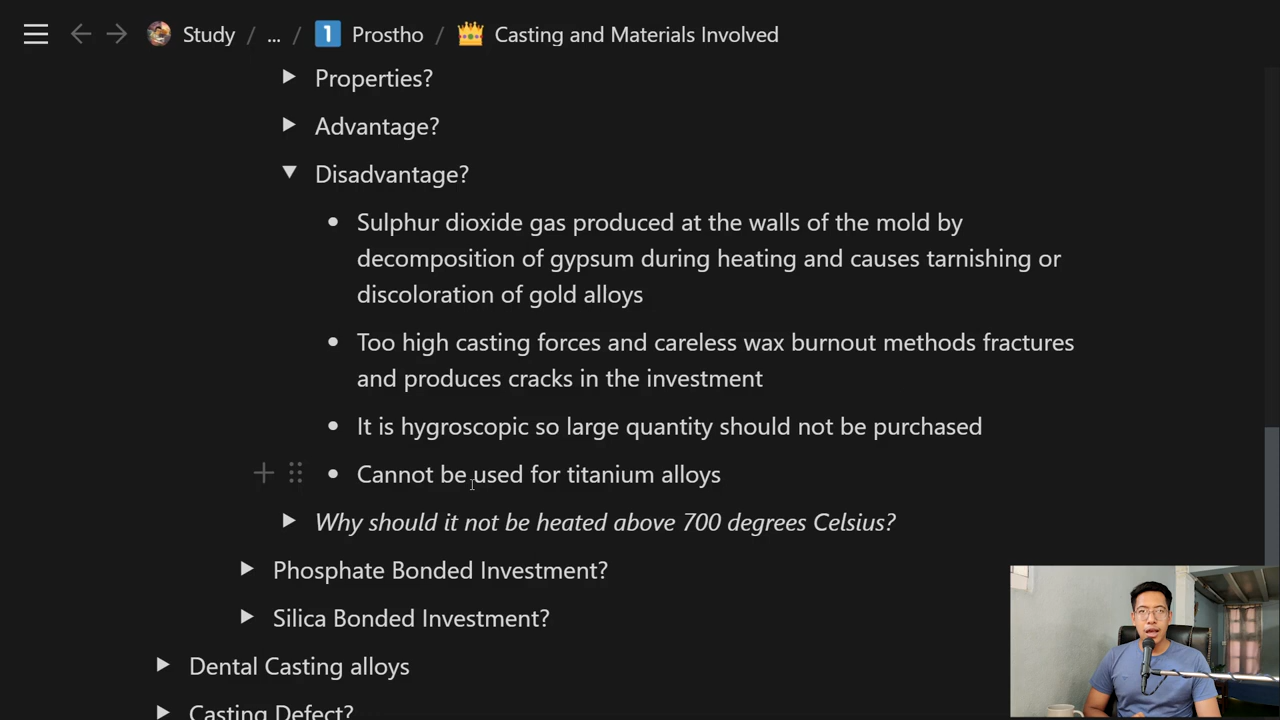 Study / ... / 1 Prostho / 👑 Casting and Materials Involved
Properties?
Advantage?
Disadvantage?
Sulphur dioxide gas produced at the walls of the mold by
decomposition of gypsum during heating and causes tarnishing or
discoloration of gold alloys
Too high casting forces and careless wax burnout methods fractures
and produces cracks in the investment
It is hygroscopic so large quantity should not be purchased
Cannot be used for titanium alloys
Why should it not be heated above 700 degrees Celsius?
Phosphate Bonded Investment?
Silica Bonded Investment?
Dental Casting alloys
Casting Defect?